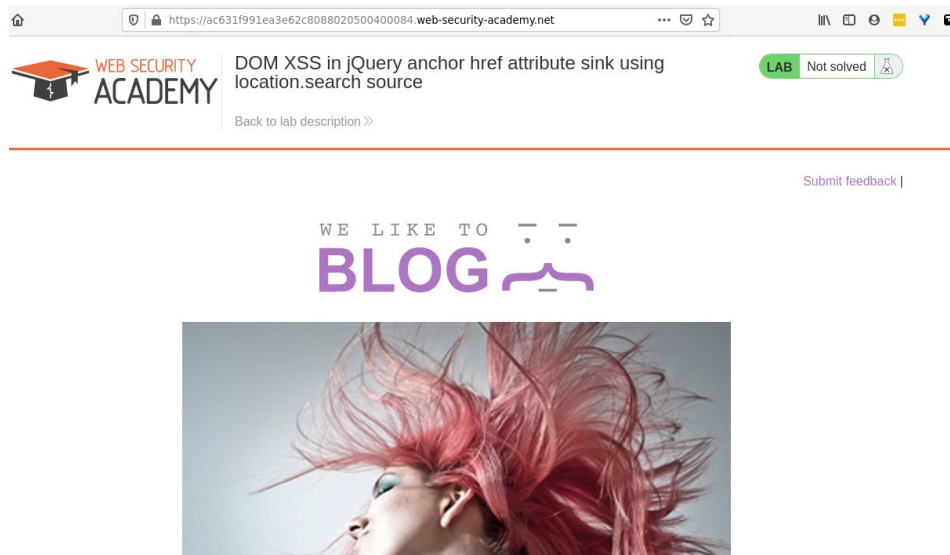 https://ac631f991ea3e62c8088020500400084.web-security-academy.net
WEB SECURITY
ACADEMY
DOM XSS in jQuery anchor href attribute sink using
location.search source
Back to lab description
LAB Not solved
Submit feedback |
WE LIKE TO
BLOG